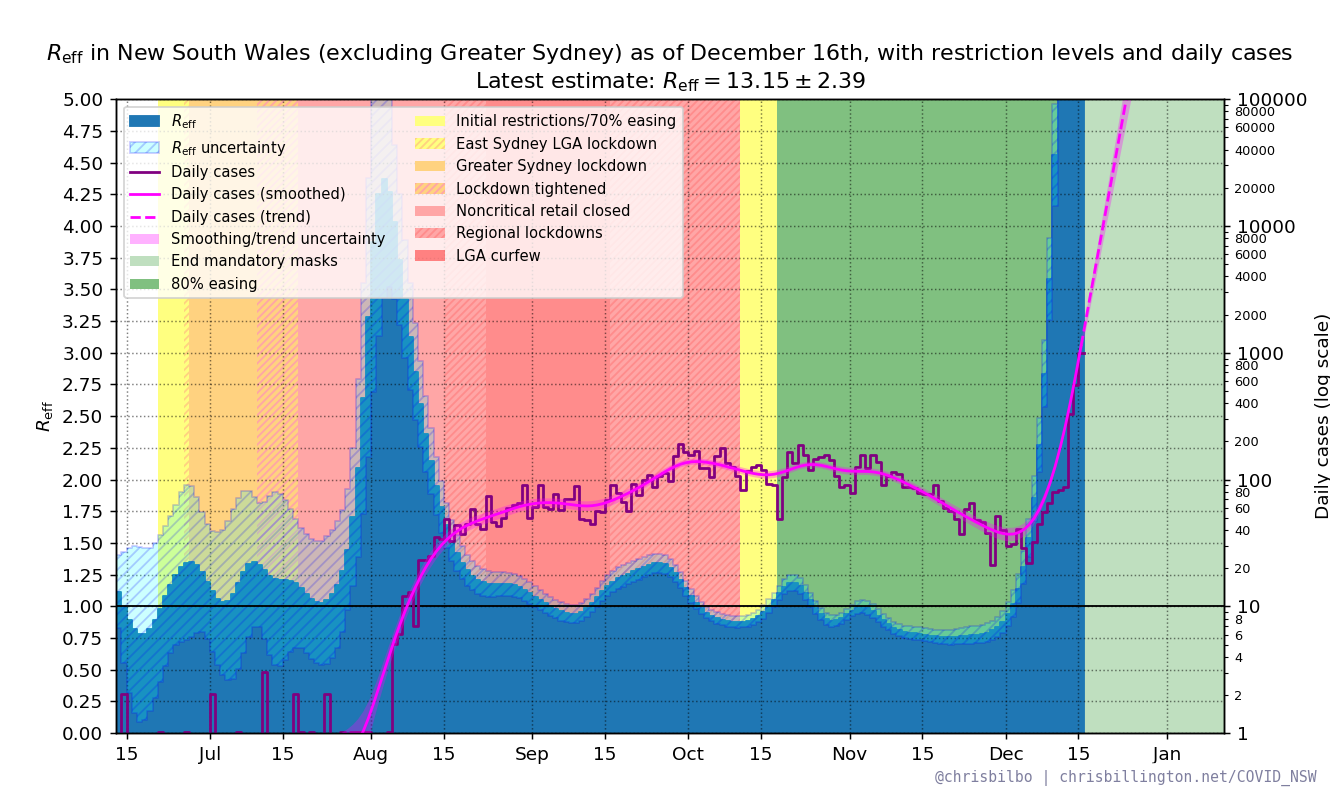 Reff in New South Wales (excluding Greater Sydney) as of December 16th, with restriction levels and daily cases
Latest estimate: Reff = 13.15 ± 2.39
Reff
Reff uncertainty
Daily cases
Daily cases (smoothed)
Daily cases (trend)
Smoothing/trend uncertainty
End mandatory masks
80% easing
Initial restrictions/70% easing
East Sydney LGA lockdown
Greater Sydney lockdown
Lockdown tightened
Noncritical retail closed
Regional lockdowns
LGA curfew
Reff
5.00
4.75
4.50
4.25
4.00
3.75
3.50
3.25
3.00
2.75
2.50
2.25
2.00
1.75
1.50
1.25
1.00
0.75
0.50
0.25
0.00
15 Jul 15 Aug 15 Sep 15 Oct 15 Nov 15 Dec 15 Jan
100000
80000
60000
40000
20000
10000
8000
6000
4000
2000
1000
800
600
400
200
100
80
60
40
20
10
8
6
4
2
1
Daily cases (log scale)
@chrisbilbo | chrisbillington.net/COVID_NSW